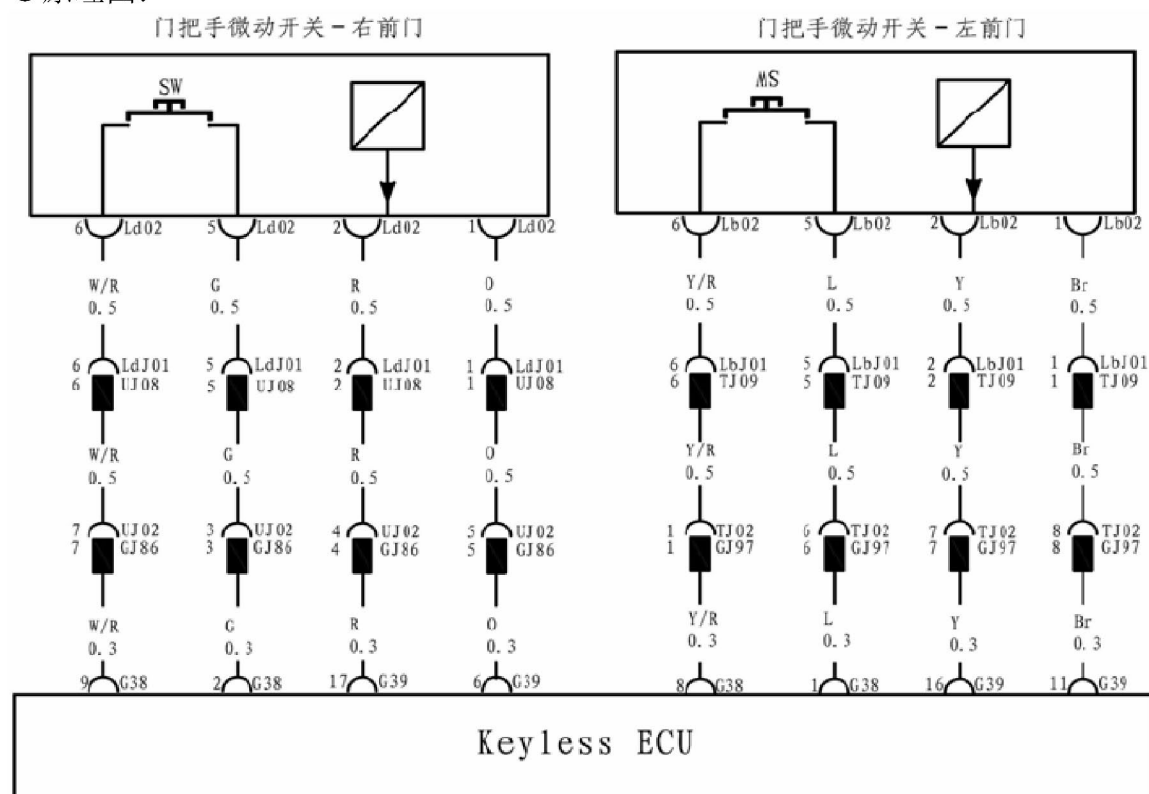 门把手微动开关-右前门 门把手微动开关-左前门
SW MS
6 Ld02 5 Ld02 2 Ld02 1 Ld02 6 Lb02 5 Lb02 2 Lb02 1 Lb02
W/R G R O Y/R L Y Br
0.5 0.5 0.5 0.5 0.5 0.5 0.5 0.5
6 LdJ01 5 LdJ01 2 LdJ01 1 LdJ01 6 LbJ01 5 LbJ01 2 LbJ01 1 LbJ01
6 UJ08 5 UJ08 2 UJ08 1 UJ08 6 TJ09 5 TJ09 2 TJ09 1 TJ09
W/R G R O Y/R L Y Br
0.5 0.5 0.5 0.5 0.5 0.5 0.5 0.5
7 UJ02 3 UJ02 4 UJ02 5 UJ02 1 TJ02 6 TJ02 7 TJ02 8 TJ02
7 GJ86 3 GJ86 4 GJ86 5 GJ86 1 GJ97 6 GJ97 7 GJ97 8 GJ97
W/R G R O Y/R L Y Br
0.3 0.3 0.3 0.3 0.3 0.3 0.3 0.3
9 G38 2 G38 17 G39 6 G39 8 G38 1 G38 16 G39 11 G39
Keyless ECU